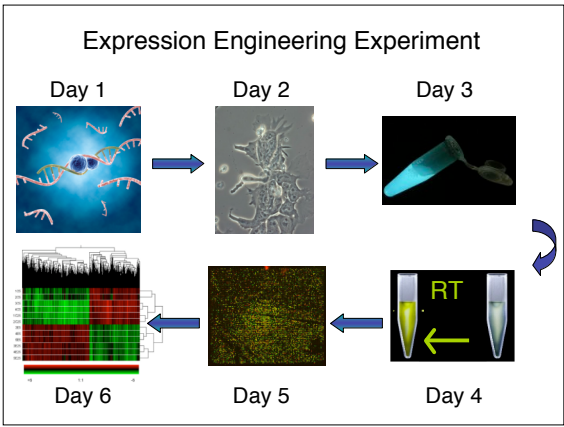 Expression Engineering Experiment
Day 1
Day 2
Day 3
RT
Day 6
Day 5
Day 4